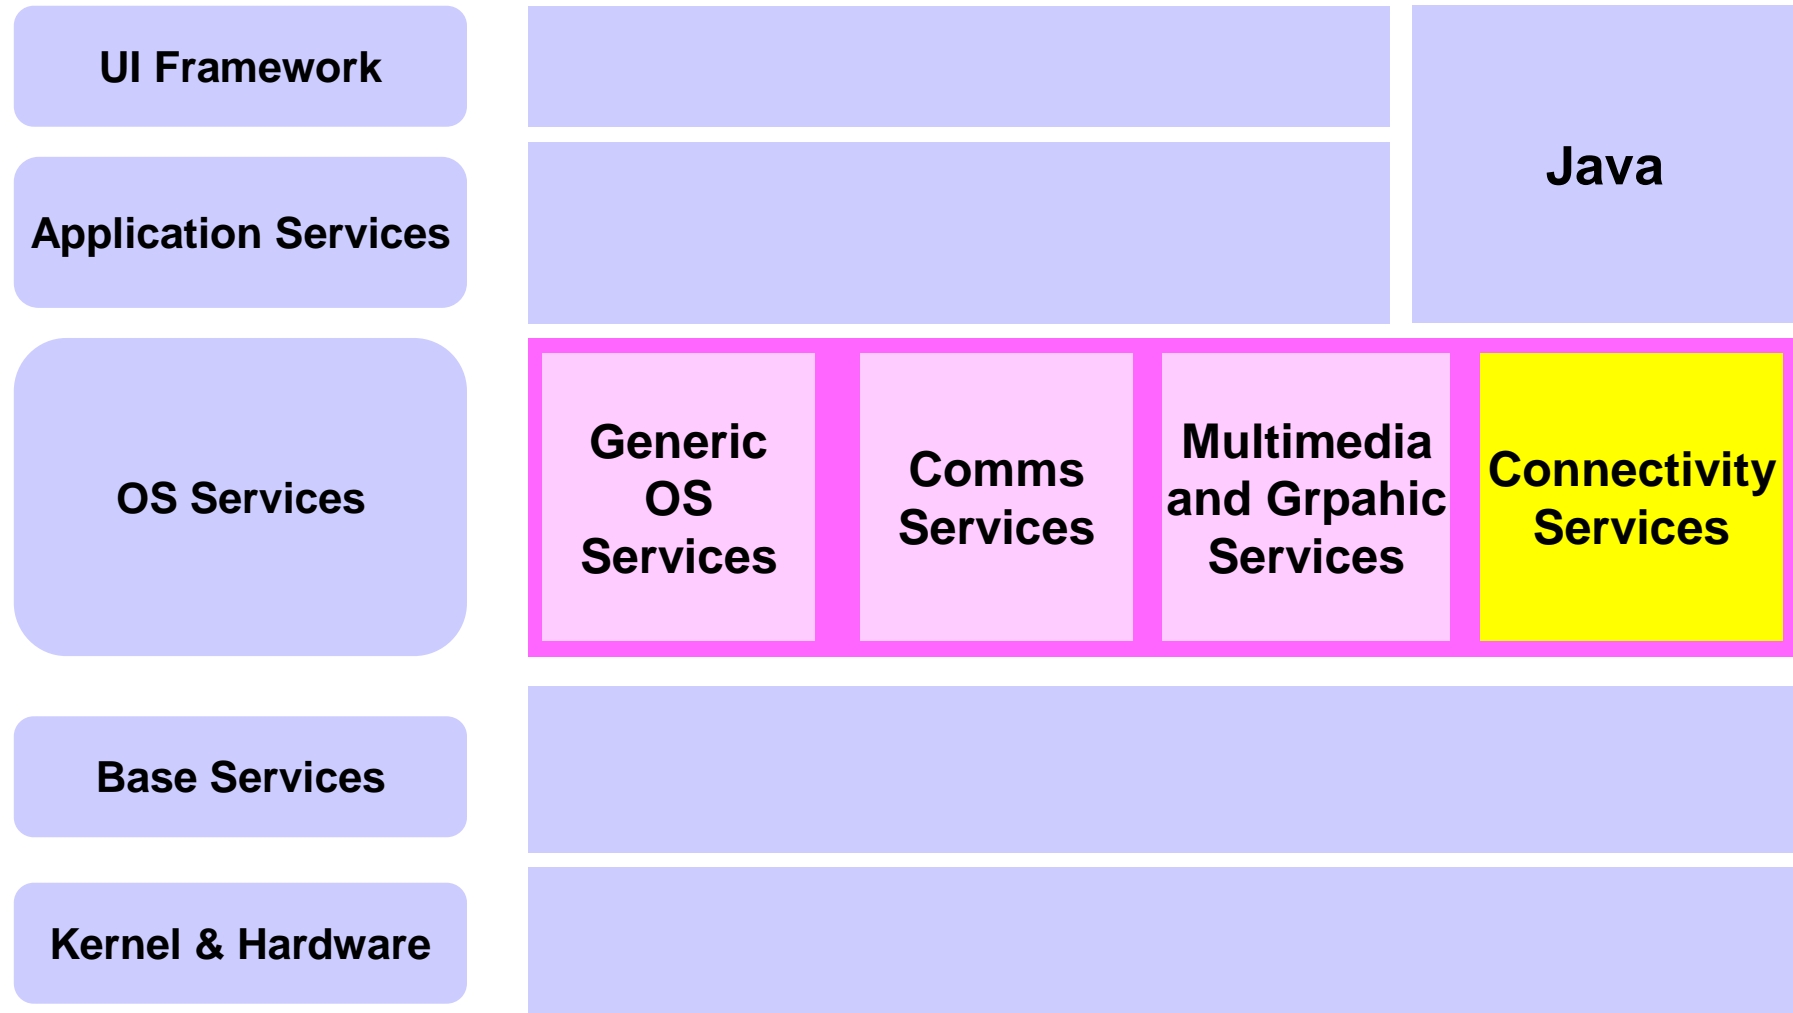 UI Framework
Java
Application Services
OS Services
Generic
OS
Services
Comms
Services
Multimedia
and Grpahic
Services
Connectivity
Services
Base Services
Kernel & Hardware